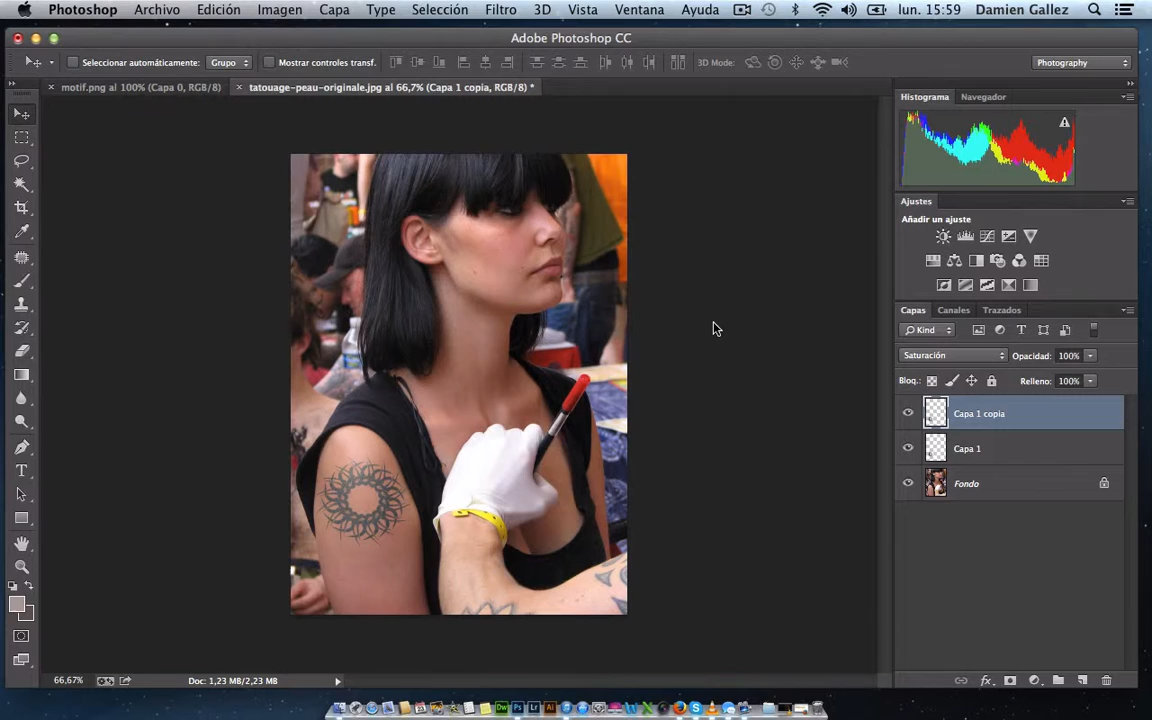 Photoshop Archivo Edición Imagen Capa Type Selección Filtro 3D Vista Ventana Ayuda lun. 15:59 Damien Gallez
Adobe Photoshop CC
Seleccionar automáticamente: Grupo Mostrar controles transf. 3D Mode: Photography
motif.png al 100% (Capa 0, RGB/8) tatouage-peau-originale.jpg al 66,7% (Capa 1 copia, RGB/8) *
Histograma Navegador
Ajustes
Añadir un ajuste
Capas Canales Trazados
Kind
Saturación Opacidad: 100%
Bloq.: Relleno: 100%
Capa 1 copia
Capa 1
Fondo
66,67% Doc: 1,23 MB/2,23 MB